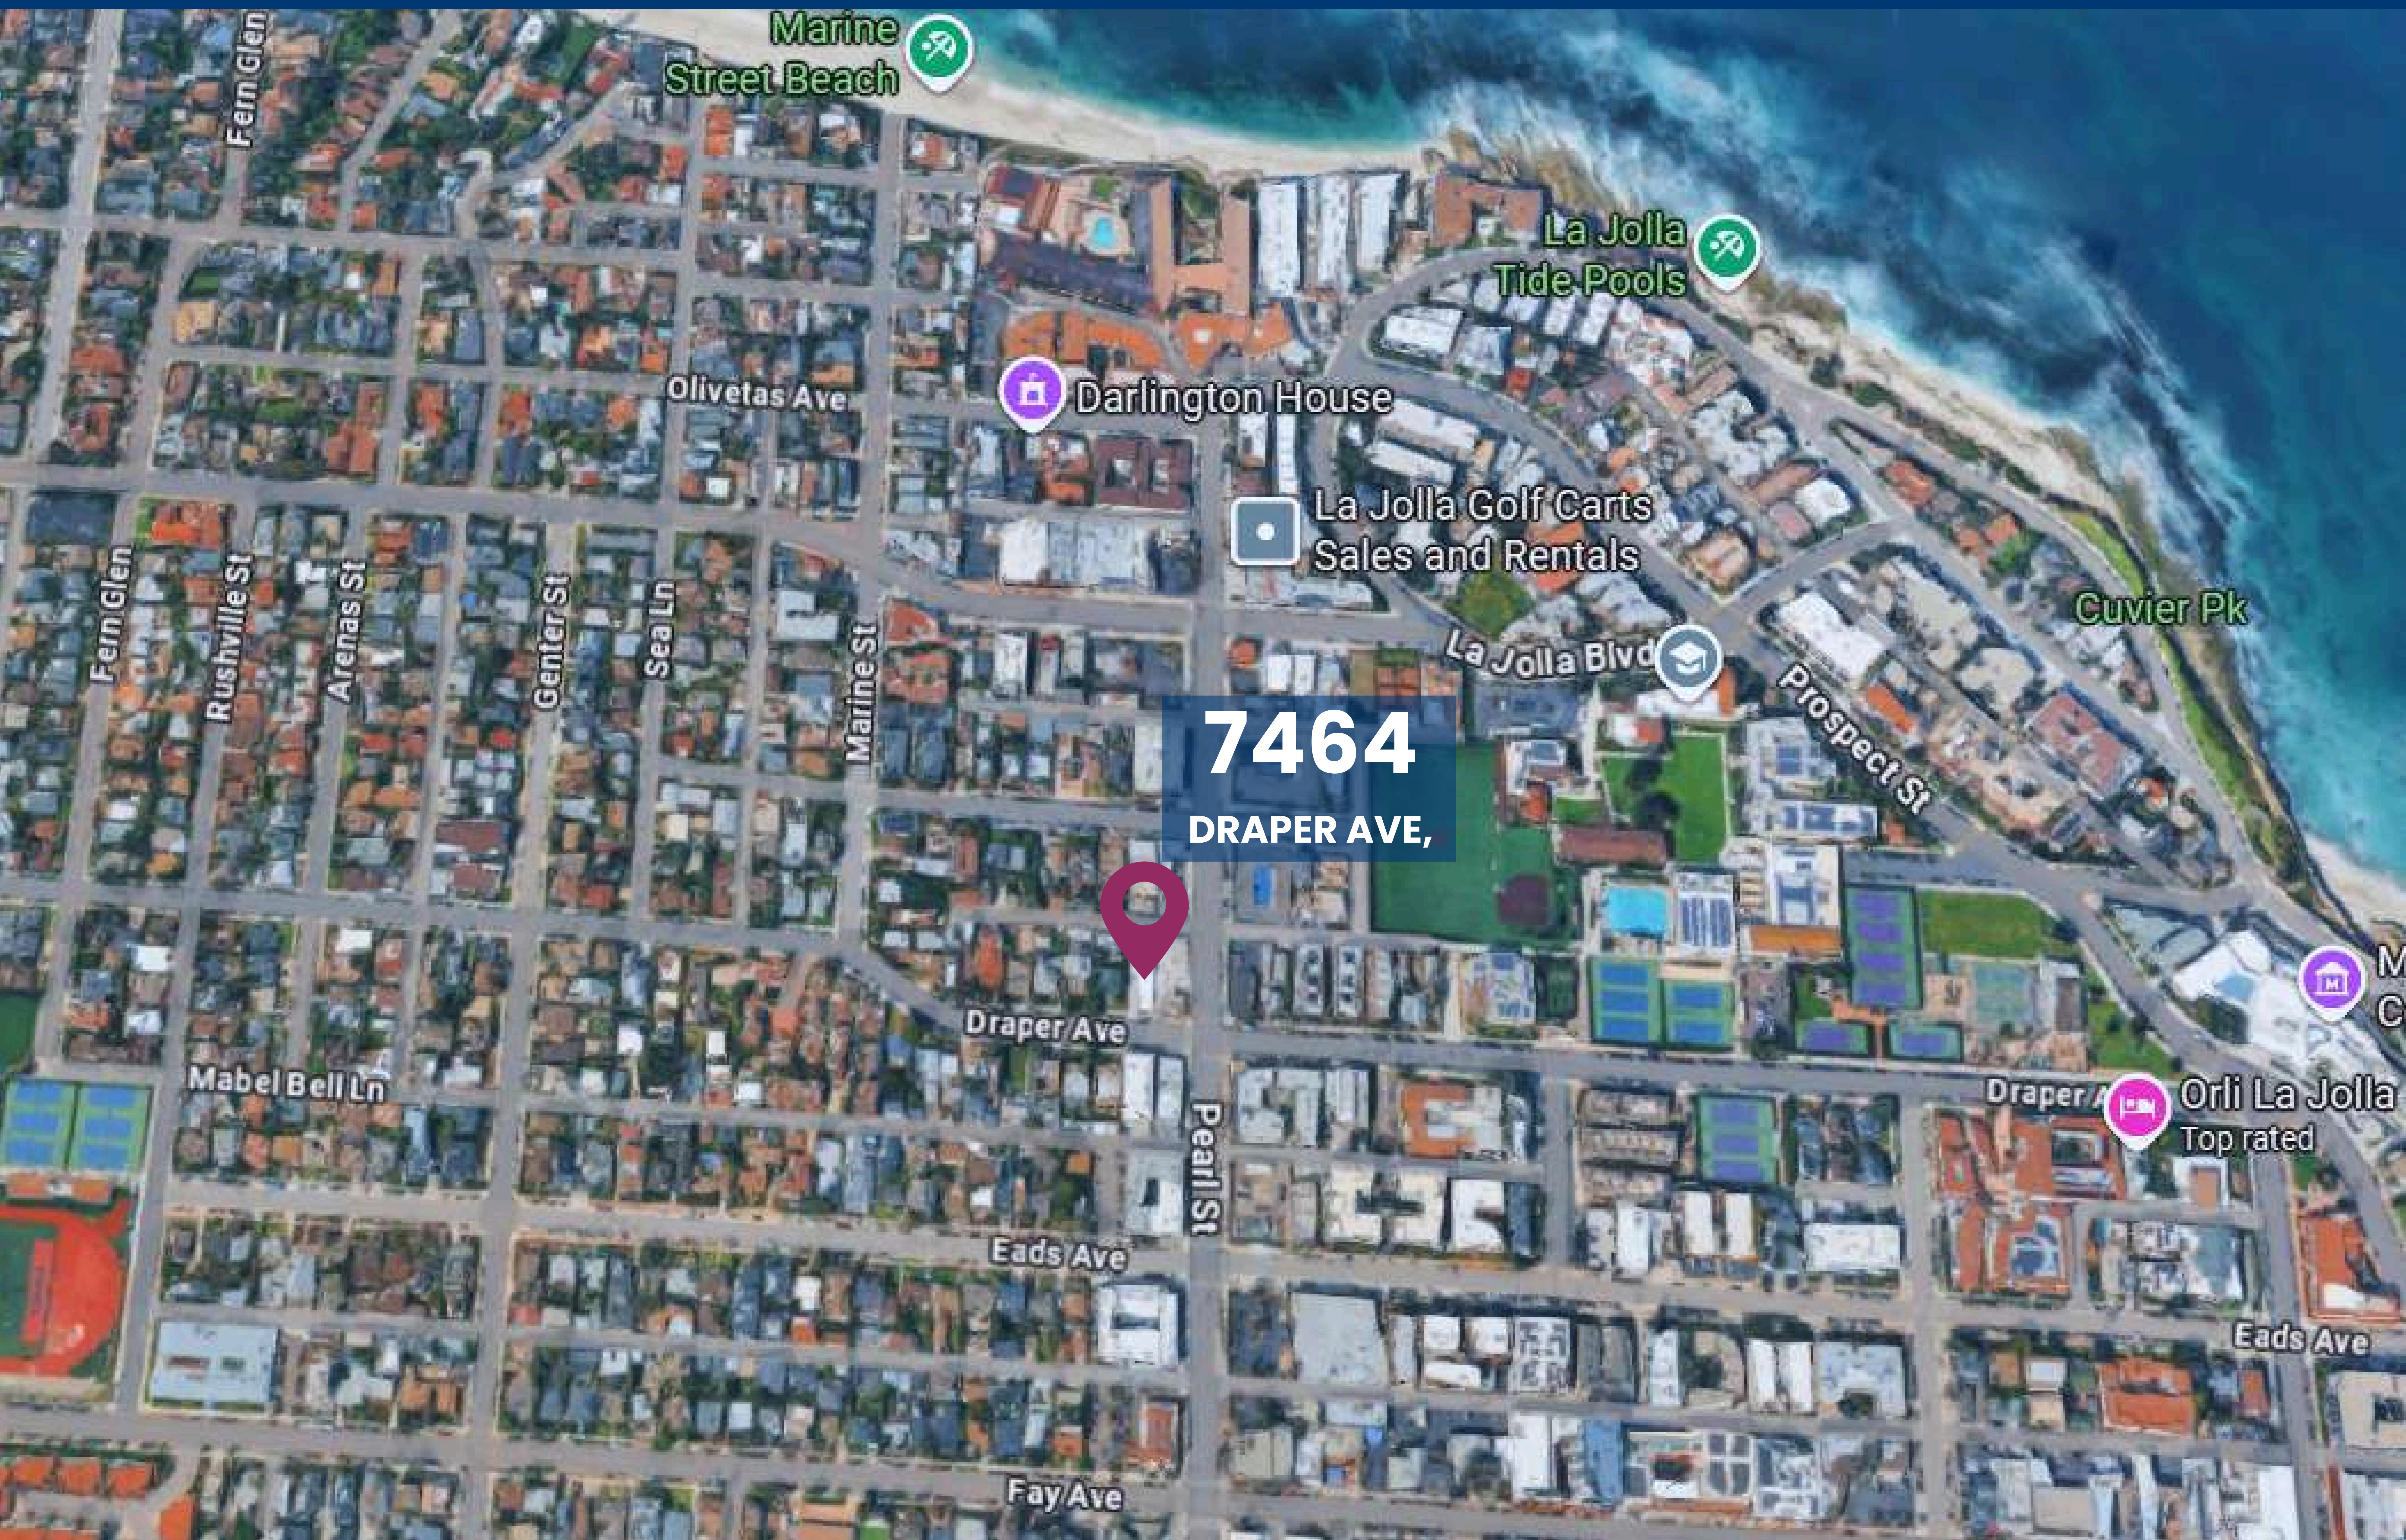 Marine
Street Beach
Fern Glen
La Jolla
Tide Pools
Olivetas Ave
Darlington House
La Jolla Golf Carts
Sales and Rentals
Fern Glen
Rushville St
Arenas St
Center St
Sea Ln
Marine St
Cuvier Pk
La Jolla Blvd
Prospect St
7464
DRAPER AVE,
M
C
Draper Ave
Mabel Bell Ln
Draper A
Orli La Jolla
Top rated
Pearl St
Eads Ave
Eads Ave
Fay Ave